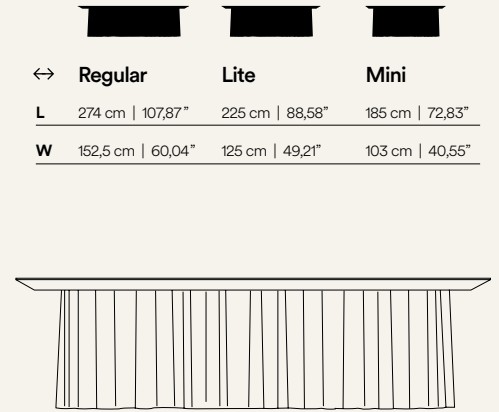 ↔ Regular Lite Mini
L 274 cm | 107,87” 225 cm | 88,58” 185 cm | 72,83”
W 152,5 cm | 60,04” 125 cm | 49,21” 103 cm | 40,55”